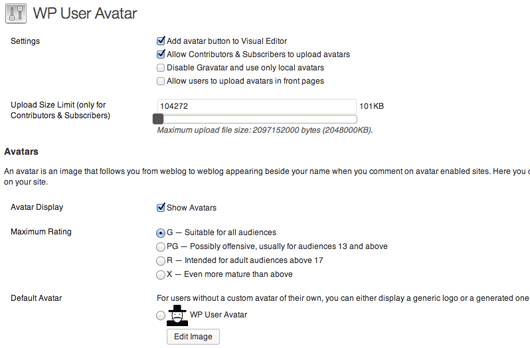 WP User Avatar
Settings
Add avatar button to Visual Editor
Allow Contributors & Subscribers to upload avatars
Disable Gravatar and use only local avatars
Allow users to upload avatars in front pages
Upload Size Limit (only for
Contributors & Subscribers)
104272
101KB
Maximum upload file size: 2097152000 bytes (2048000KB).
Avatars
An avatar is an image that follows you from weblog to weblog appearing beside your name when you comment on avatar enabled sites. Here you
on your site.
Avatar Display
Show Avatars
Maximum Rating
G — Suitable for all audiences
PG — Possibly offensive, usually for audiences 13 and above
R — Intended for adult audiences above 17
X — Even more mature than above
Default Avatar
For users without a custom avatar of their own, you can either display a generic logo or a generated one
WP User Avatar
Edit Image